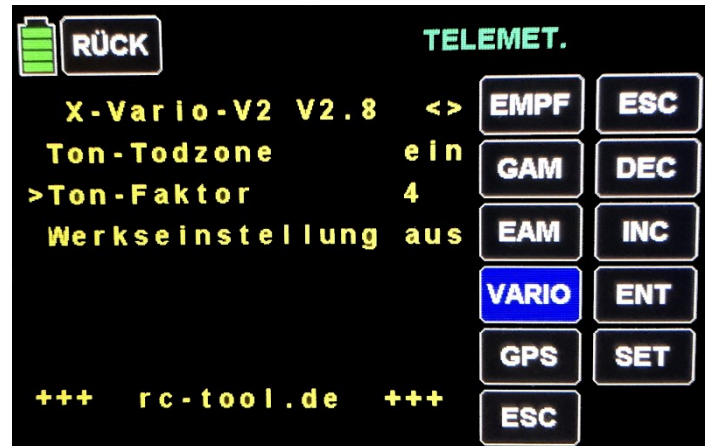 RÜCK TELEMET.
X-Vario-V2 V2.8 <>
Ton-Todzone ein
>Ton-Faktor 4
Werkseinstellung aus
+++ rc-tool.de +++
EMPF ESC
GAM DEC
EAM INC
VARIO ENT
GPS SET
ESC